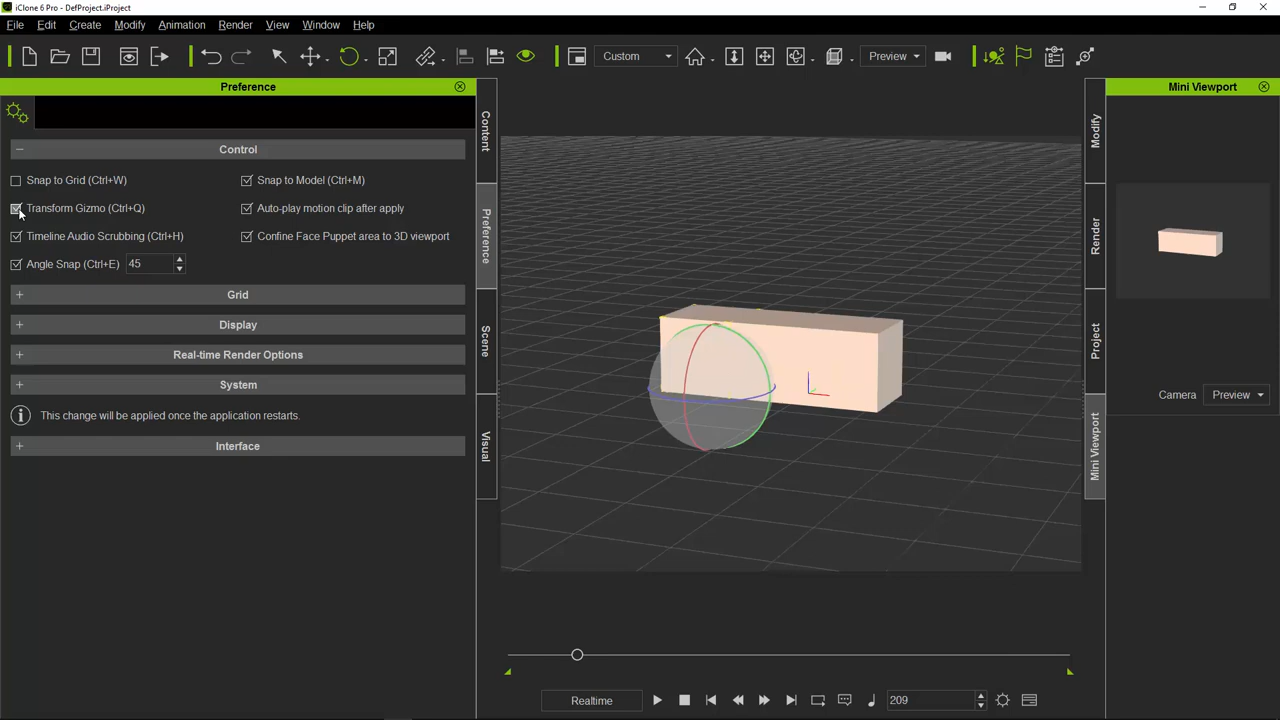 iClone 6 Pro - DefProject.iProject
File Edit Create Modify Animation Render View Window Help
Custom Preview
Preference
Control
Snap to Grid (Ctrl+W) Snap to Model (Ctrl+M)
Transform Gizmo (Ctrl+Q) Auto-play motion clip after apply
Timeline Audio Scrubbing (Ctrl+H) Confine Face Puppet area to 3D viewport
Angle Snap (Ctrl+E) 45
Grid
Display
Real-time Render Options
System
This change will be applied once the application restarts.
Interface
Content
Preference
Scene
Visual
Modify
Render
Project
Mini Viewport
Mini Viewport
Camera Preview
Realtime 209